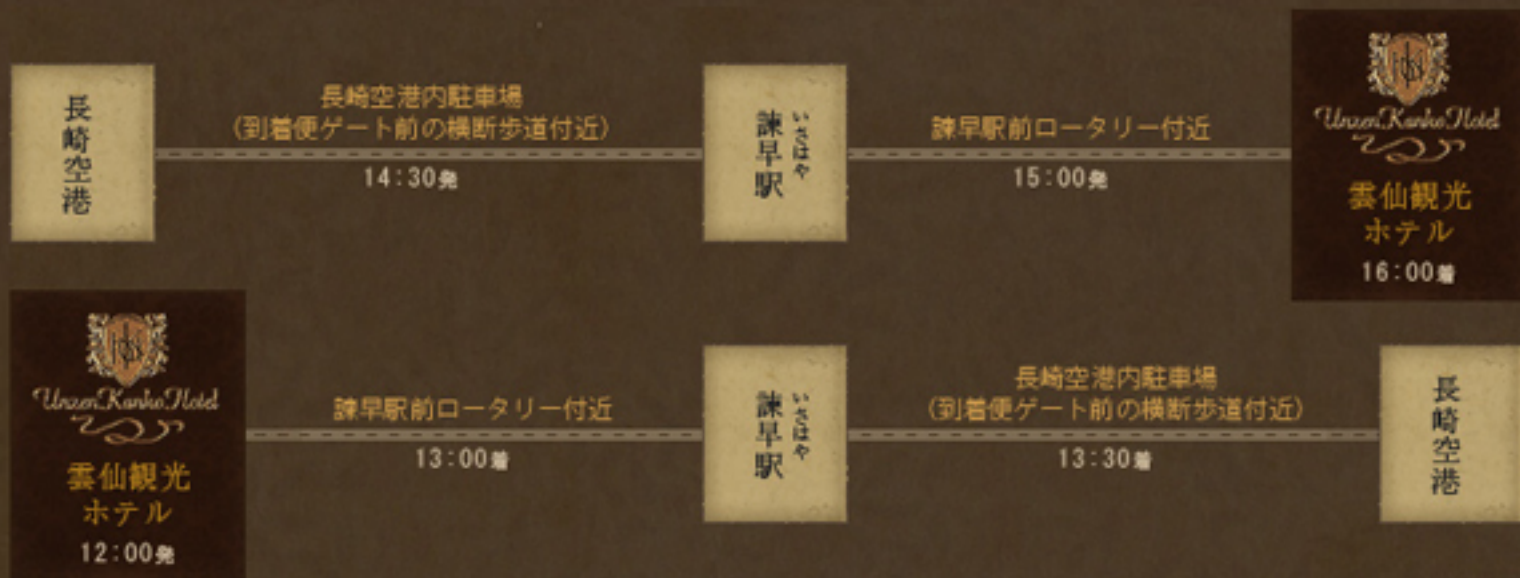 長崎空港
長崎空港内駐車場
(到着便ゲート前の横断歩道付近)
14:30発
諫早駅
いさはや
諫早駅前ロータリー付近
15:00発
Unzen Kanko Hotel
雲仙観光
ホテル
16:00着
Unzen Kanko Hotel
雲仙観光
ホテル
12:00発
諫早駅前ロータリー付近
13:00着
諫早駅
いさはや
長崎空港内駐車場
(到着便ゲート前の横断歩道付近)
13:30着
長崎空港